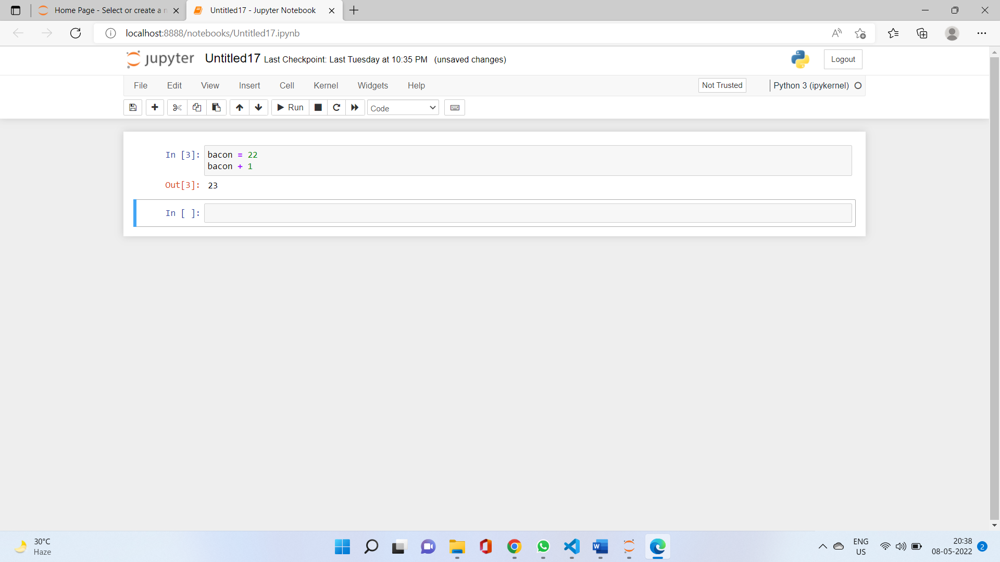 Home Page - Select or create a n
Untitled17 - Jupyter Notebook
localhost:8888/notebooks/Untitled17.ipynb
jupyter Untitled17 Last Checkpoint: Last Tuesday at 10:35 PM (unsaved changes)
Logout
File Edit View Insert Cell Kernel Widgets Help
Not Trusted
Python 3 (ipykernel)
Run
Code
In [3]: bacon = 22
bacon + 1
Out[3]: 23
In [ ]:
30°C
Haze
ENG
US
20:38
08-05-2022
2